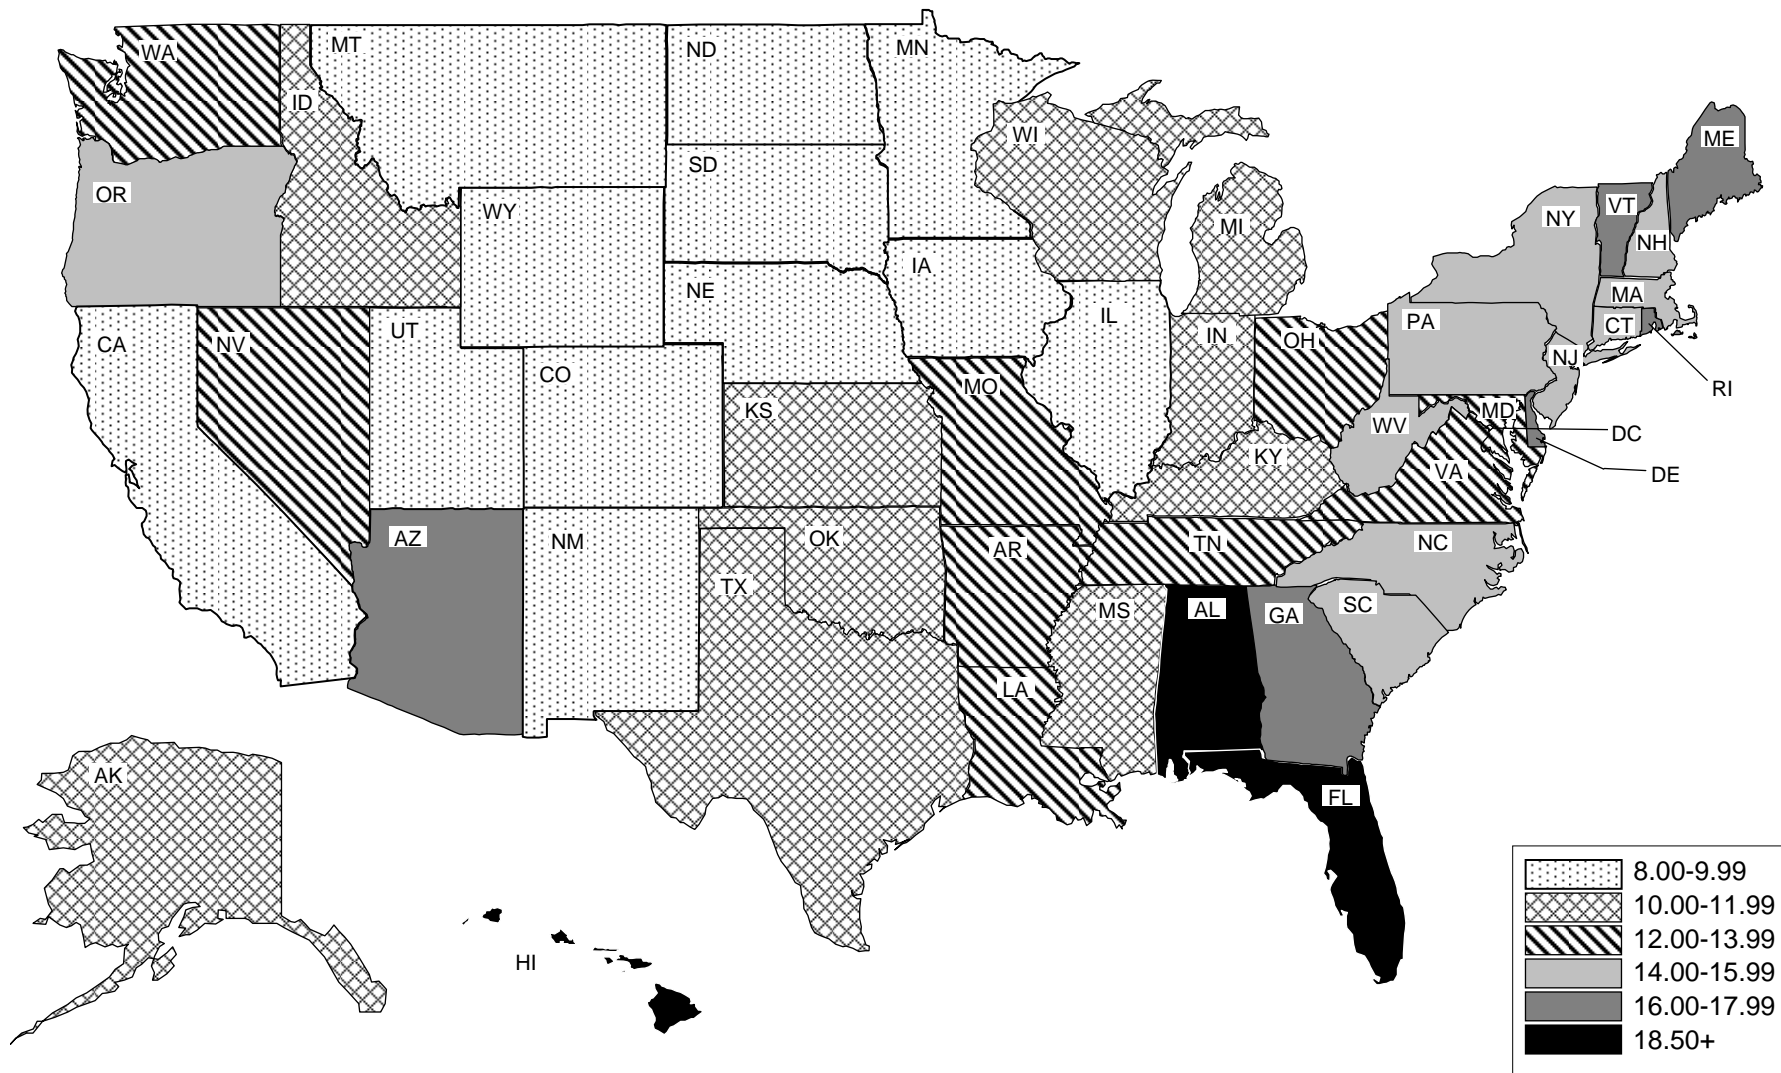 WA
MT
ND
MN
ID
WI
ME
OR
SD
WY
NY
VT
NH
MI
IA
NE
MA
CA
NV
UT
IL
PA
CT
IN
OH
NJ
CO
MO
RI
KS
MD
WV
DC
KY
VA
DE
AZ
NM
OK
AR
TN
NC
TX
MS
AL
GA
SC
LA
AK
FL
HI
8.00-9.99
10.00-11.99
12.00-13.99
14.00-15.99
16.00-17.99
18.50+